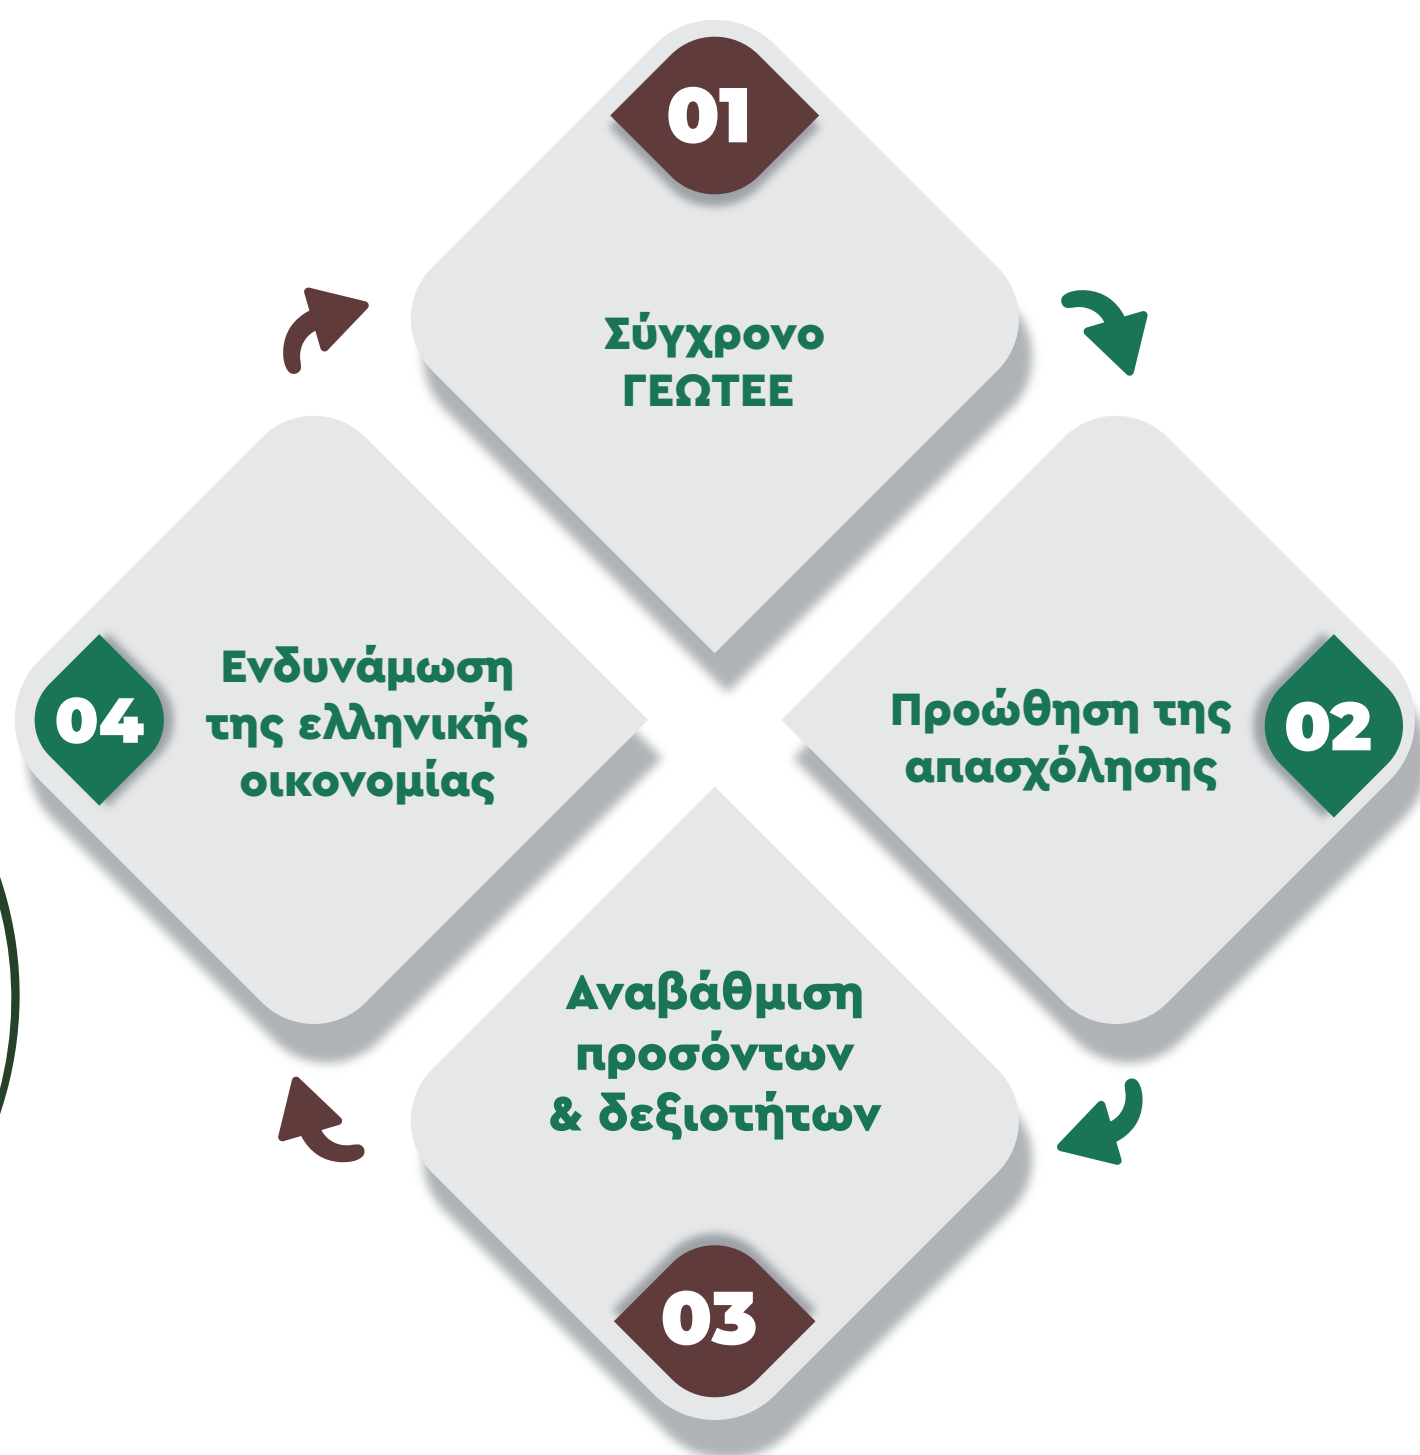 01
Σύγχρονο
ΓΕΩΤΕΕ
02
Προώθηση της
απασχόλησης
03
Αναβάθμιση
προσόντων
& δεξιοτήτων
04
Ενδυνάμωση
της ελληνικής
οικονομίας